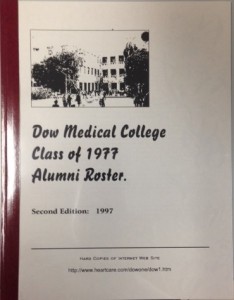 Dow Medical College
Class of 1977
Alumni Roster.
Second Edition: 1997
Hard Copies of Internet Web Site
http://www.heartcare.com/dowone/dow1.htm